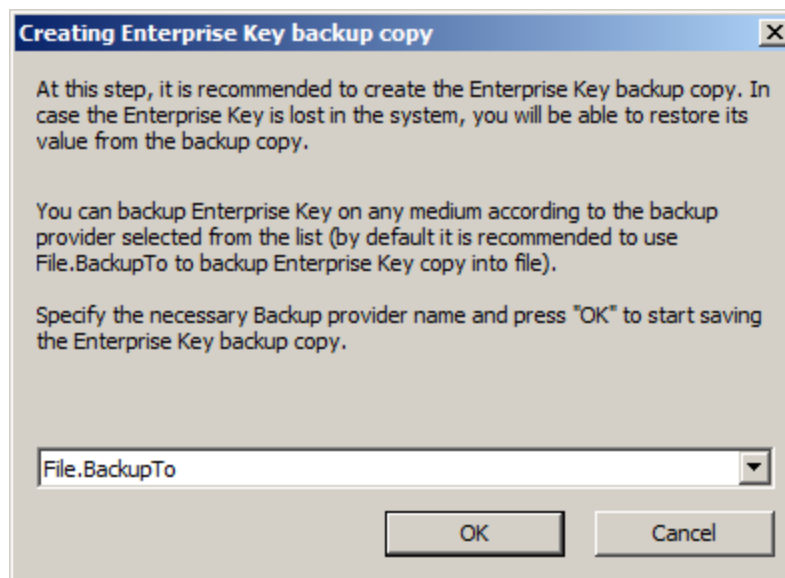 Creating Enterprise Key backup copy
At this step, it is recommended to create the Enterprise Key backup copy. In
case the Enterprise Key is lost in the system, you will be able to restore its
value from the backup copy.
You can backup Enterprise Key on any medium according to the backup
provider selected from the list (by default it is recommended to use
File.BackupTo to backup Enterprise Key copy into file).
Specify the necessary Backup provider name and press "OK" to start saving
the Enterprise Key backup copy.
File.BackupTo
OK
Cancel